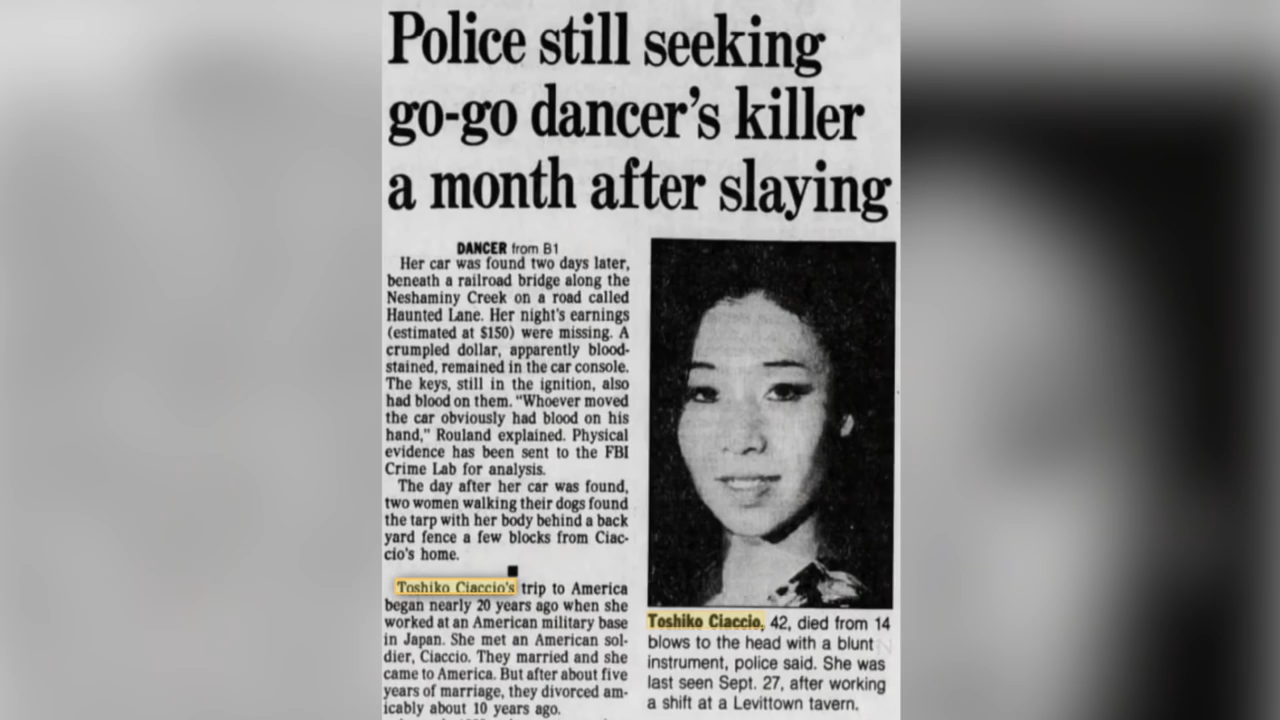 Police still seeking
go-go dancer's killer
a month after slaying
DANCER from B1
Her car was found two days later,
beneath a railroad bridge along the
Neshaminy Creek on a road called
Haunted Lane. Her night's earnings
(estimated at $150) were missing. A
crumpled dollar, apparently blood-
stained, remained in the car console.
The keys, still in the ignition, also
had blood on them. "Whoever moved
the car obviously had blood on his
hand," Rouland explained. Physical
evidence has been sent to the FBI
Crime Lab for analysis.
The day after her car was found,
two women walking their dogs found
the tarp with her body behind a back
yard fence a few blocks from Ciac-
cio's home.
Toshiko Ciaccio's trip to America
began nearly 20 years ago when she
worked at an American military base
in Japan. She met an American sol-
dier, Ciaccio. They married and she
came to America. But after about five
years of marriage, they divorced am-
icably about 10 years ago.
Toshiko Ciaccio, 42, died from 14
blows to the head with a blunt
instrument, police said. She was
last seen Sept. 27, after working
a shift at a Levittown tavern.